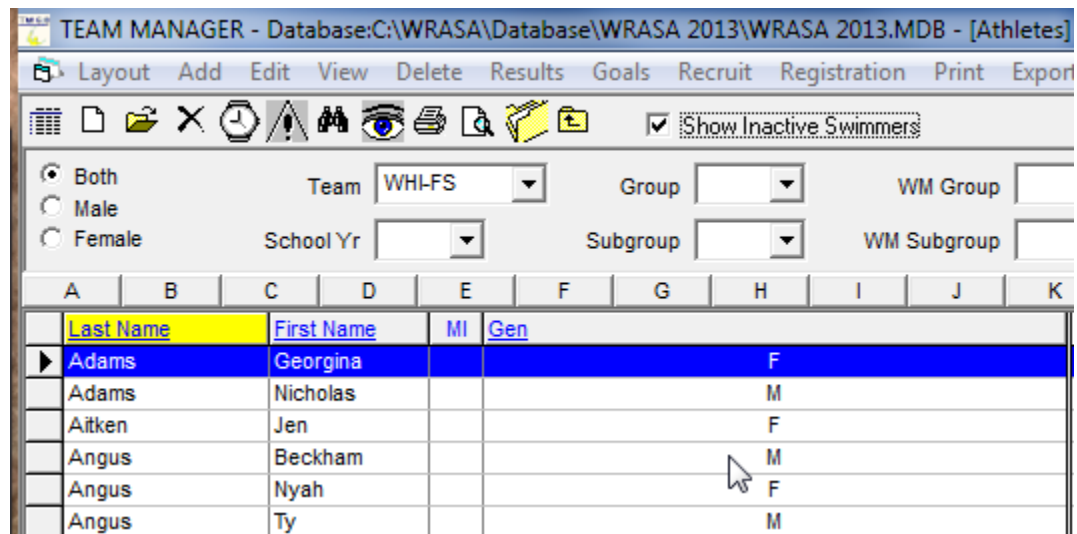 TEAM MANAGER - Database:C:\WRASA\Database\WRASA 2013\WRASA 2013.MDB - [Athletes]
Layout Add Edit View Delete Results Goals Recruit Registration Print Export
Show Inactive Swimmers
Both Team WHI-FS Group WM Group
Male
Female School Yr Subgroup WM Subgroup
A B C D E F G H I J K
Last Name First Name MI Gen
Adams Georgina F
Adams Nicholas M
Aitken Jen F
Angus Beckham M
Angus Nyah F
Angus Ty M